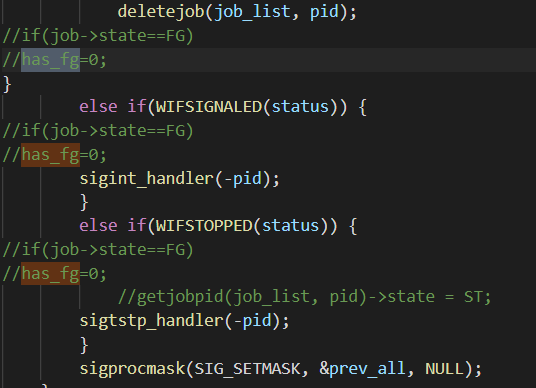 deletejob(job_list, pid);
//if(job->state==FG)
//has_fg=0;
}
else if(WIFSIGNALED(status)) {
//if(job->state==FG)
//has_fg=0;
sigint_handler(-pid);
}
else if(WIFSTOPPED(status)) {
//if(job->state==FG)
//has_fg=0;
//getjobpid(job_list, pid)->state = ST;
sigtstp_handler(-pid);
}
sigprocmask(SIG_SETMASK, &prev_all, NULL);